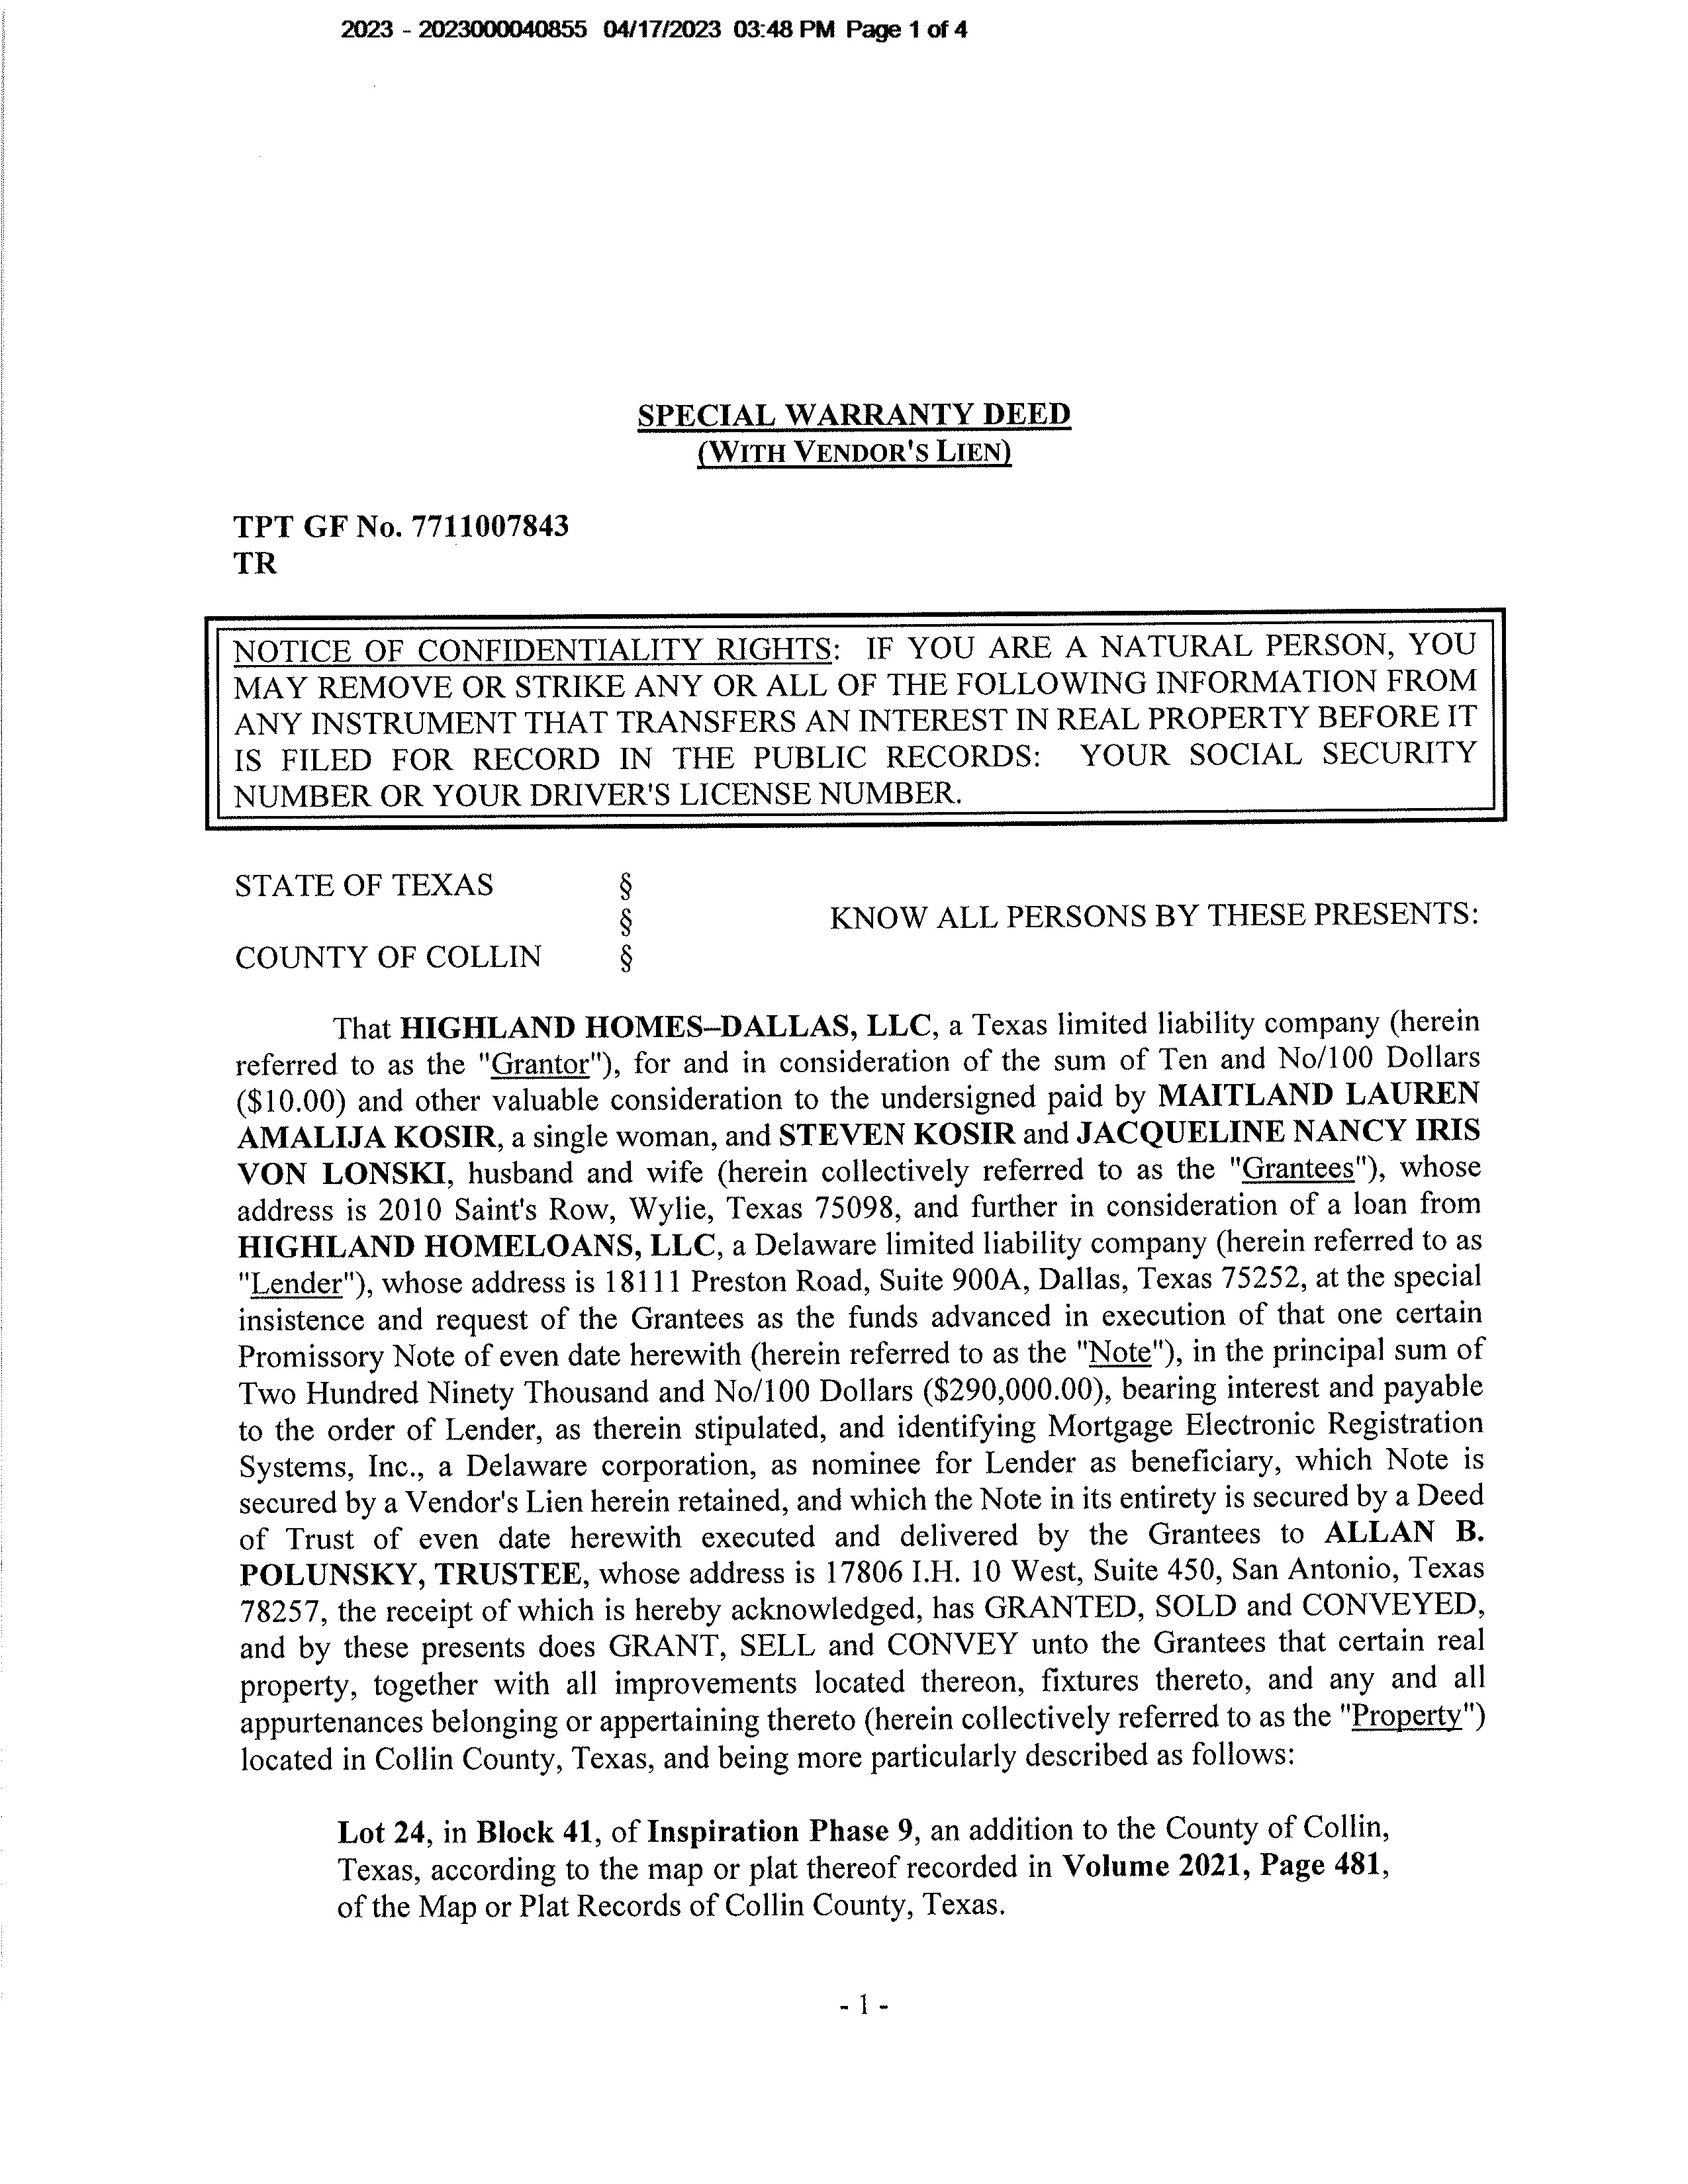 2023 - 2023000040855 04/17/2023 03:48 PM Page 1 of 4
SPECIAL WARRANTY DEED
(WITH VENDOR'S LIEN)
TPT GF No. 7711007843
TR
NOTICE OF CONFIDENTIALITY RIGHTS: IF YOU ARE A NATURAL PERSON, YOU
MAY REMOVE OR STRIKE ANY OR ALL OF THE FOLLOWING INFORMATION FROM
ANY INSTRUMENT THAT TRANSFERS AN INTEREST IN REAL PROPERTY BEFORE IT
IS FILED FOR RECORD IN THE PUBLIC RECORDS: YOUR SOCIAL SECURITY
NUMBER OR YOUR DRIVER'S LICENSE NUMBER.
STATE OF TEXAS §
§ KNOW ALL PERSONS BY THESE PRESENTS:
COUNTY OF COLLIN §
That HIGHLAND HOMES–DALLAS, LLC, a Texas limited liability company (herein
referred to as the "Grantor"), for and in consideration of the sum of Ten and No/100 Dollars
($10.00) and other valuable consideration to the undersigned paid by MAITLAND LAUREN
AMALIJA KOSIR, a single woman, and STEVEN KOSIR and JACQUELINE NANCY IRIS
VON LONSKI, husband and wife (herein collectively referred to as the "Grantees"), whose
address is 2010 Saint's Row, Wylie, Texas 75098, and further in consideration of a loan from
HIGHLAND HOMELOANS, LLC, a Delaware limited liability company (herein referred to as
"Lender"), whose address is 18111 Preston Road, Suite 900A, Dallas, Texas 75252, at the special
insistence and request of the Grantees as the funds advanced in execution of that one certain
Promissory Note of even date herewith (herein referred to as the "Note"), in the principal sum of
Two Hundred Ninety Thousand and No/100 Dollars ($290,000.00), bearing interest and payable
to the order of Lender, as therein stipulated, and identifying Mortgage Electronic Registration
Systems, Inc., a Delaware corporation, as nominee for Lender as beneficiary, which Note is
secured by a Vendor's Lien herein retained, and which the Note in its entirety is secured by a Deed
of Trust of even date herewith executed and delivered by the Grantees to ALLAN B.
POLUNSKY, TRUSTEE, whose address is 17806 I.H. 10 West, Suite 450, San Antonio, Texas
78257, the receipt of which is hereby acknowledged, has GRANTED, SOLD and CONVEYED,
and by these presents does GRANT, SELL and CONVEY unto the Grantees that certain real
property, together with all improvements located thereon, fixtures thereto, and any and all
appurtenances belonging or appertaining thereto (herein collectively referred to as the "Property")
located in Collin County, Texas, and being more particularly described as follows:
Lot 24, in Block 41, of Inspiration Phase 9, an addition to the County of Collin,
Texas, according to the map or plat thereof recorded in Volume 2021, Page 481,
of the Map or Plat Records of Collin County, Texas.
- 1 -